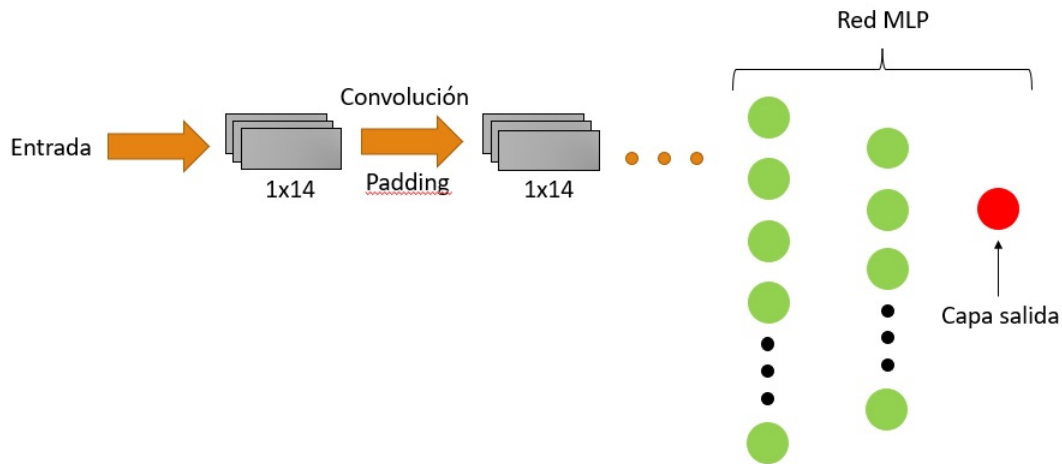 Red MLP
Entrada
1x14
Convolución
Padding
1x14
Capa salida